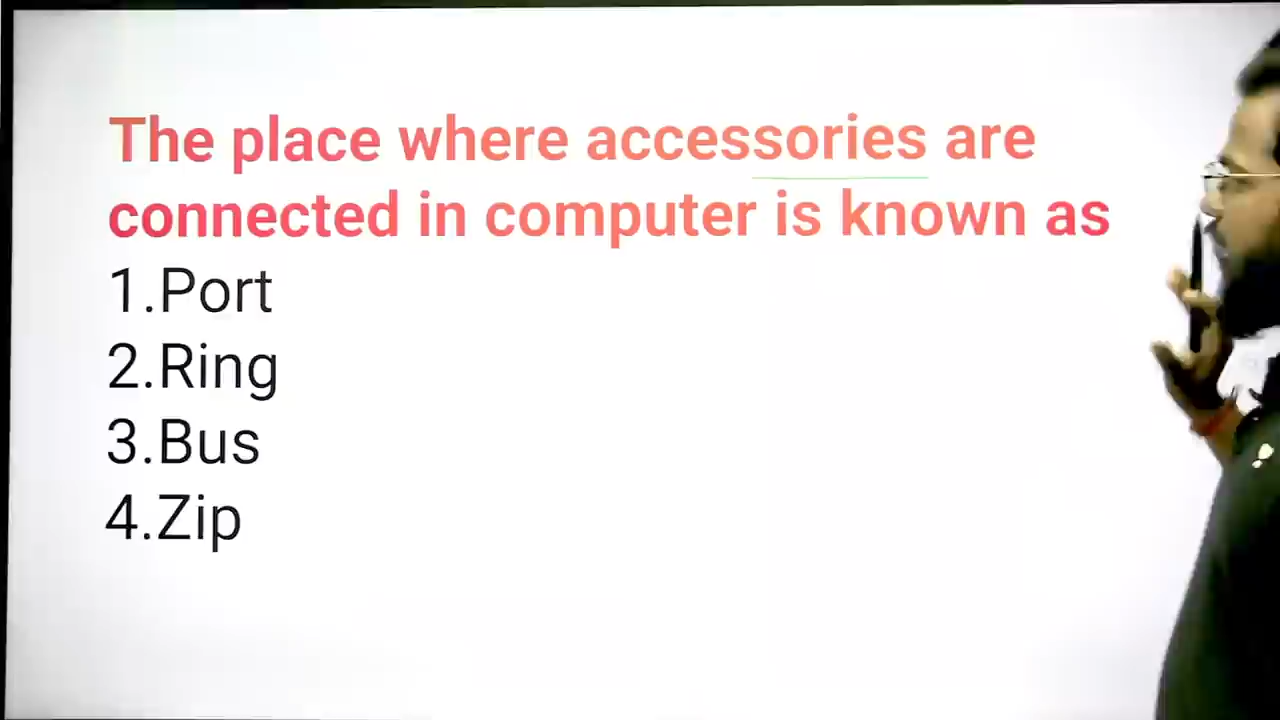 The place where accessories are
connected in computer is known as
1.Port
2.Ring
3.Bus
4.Zip